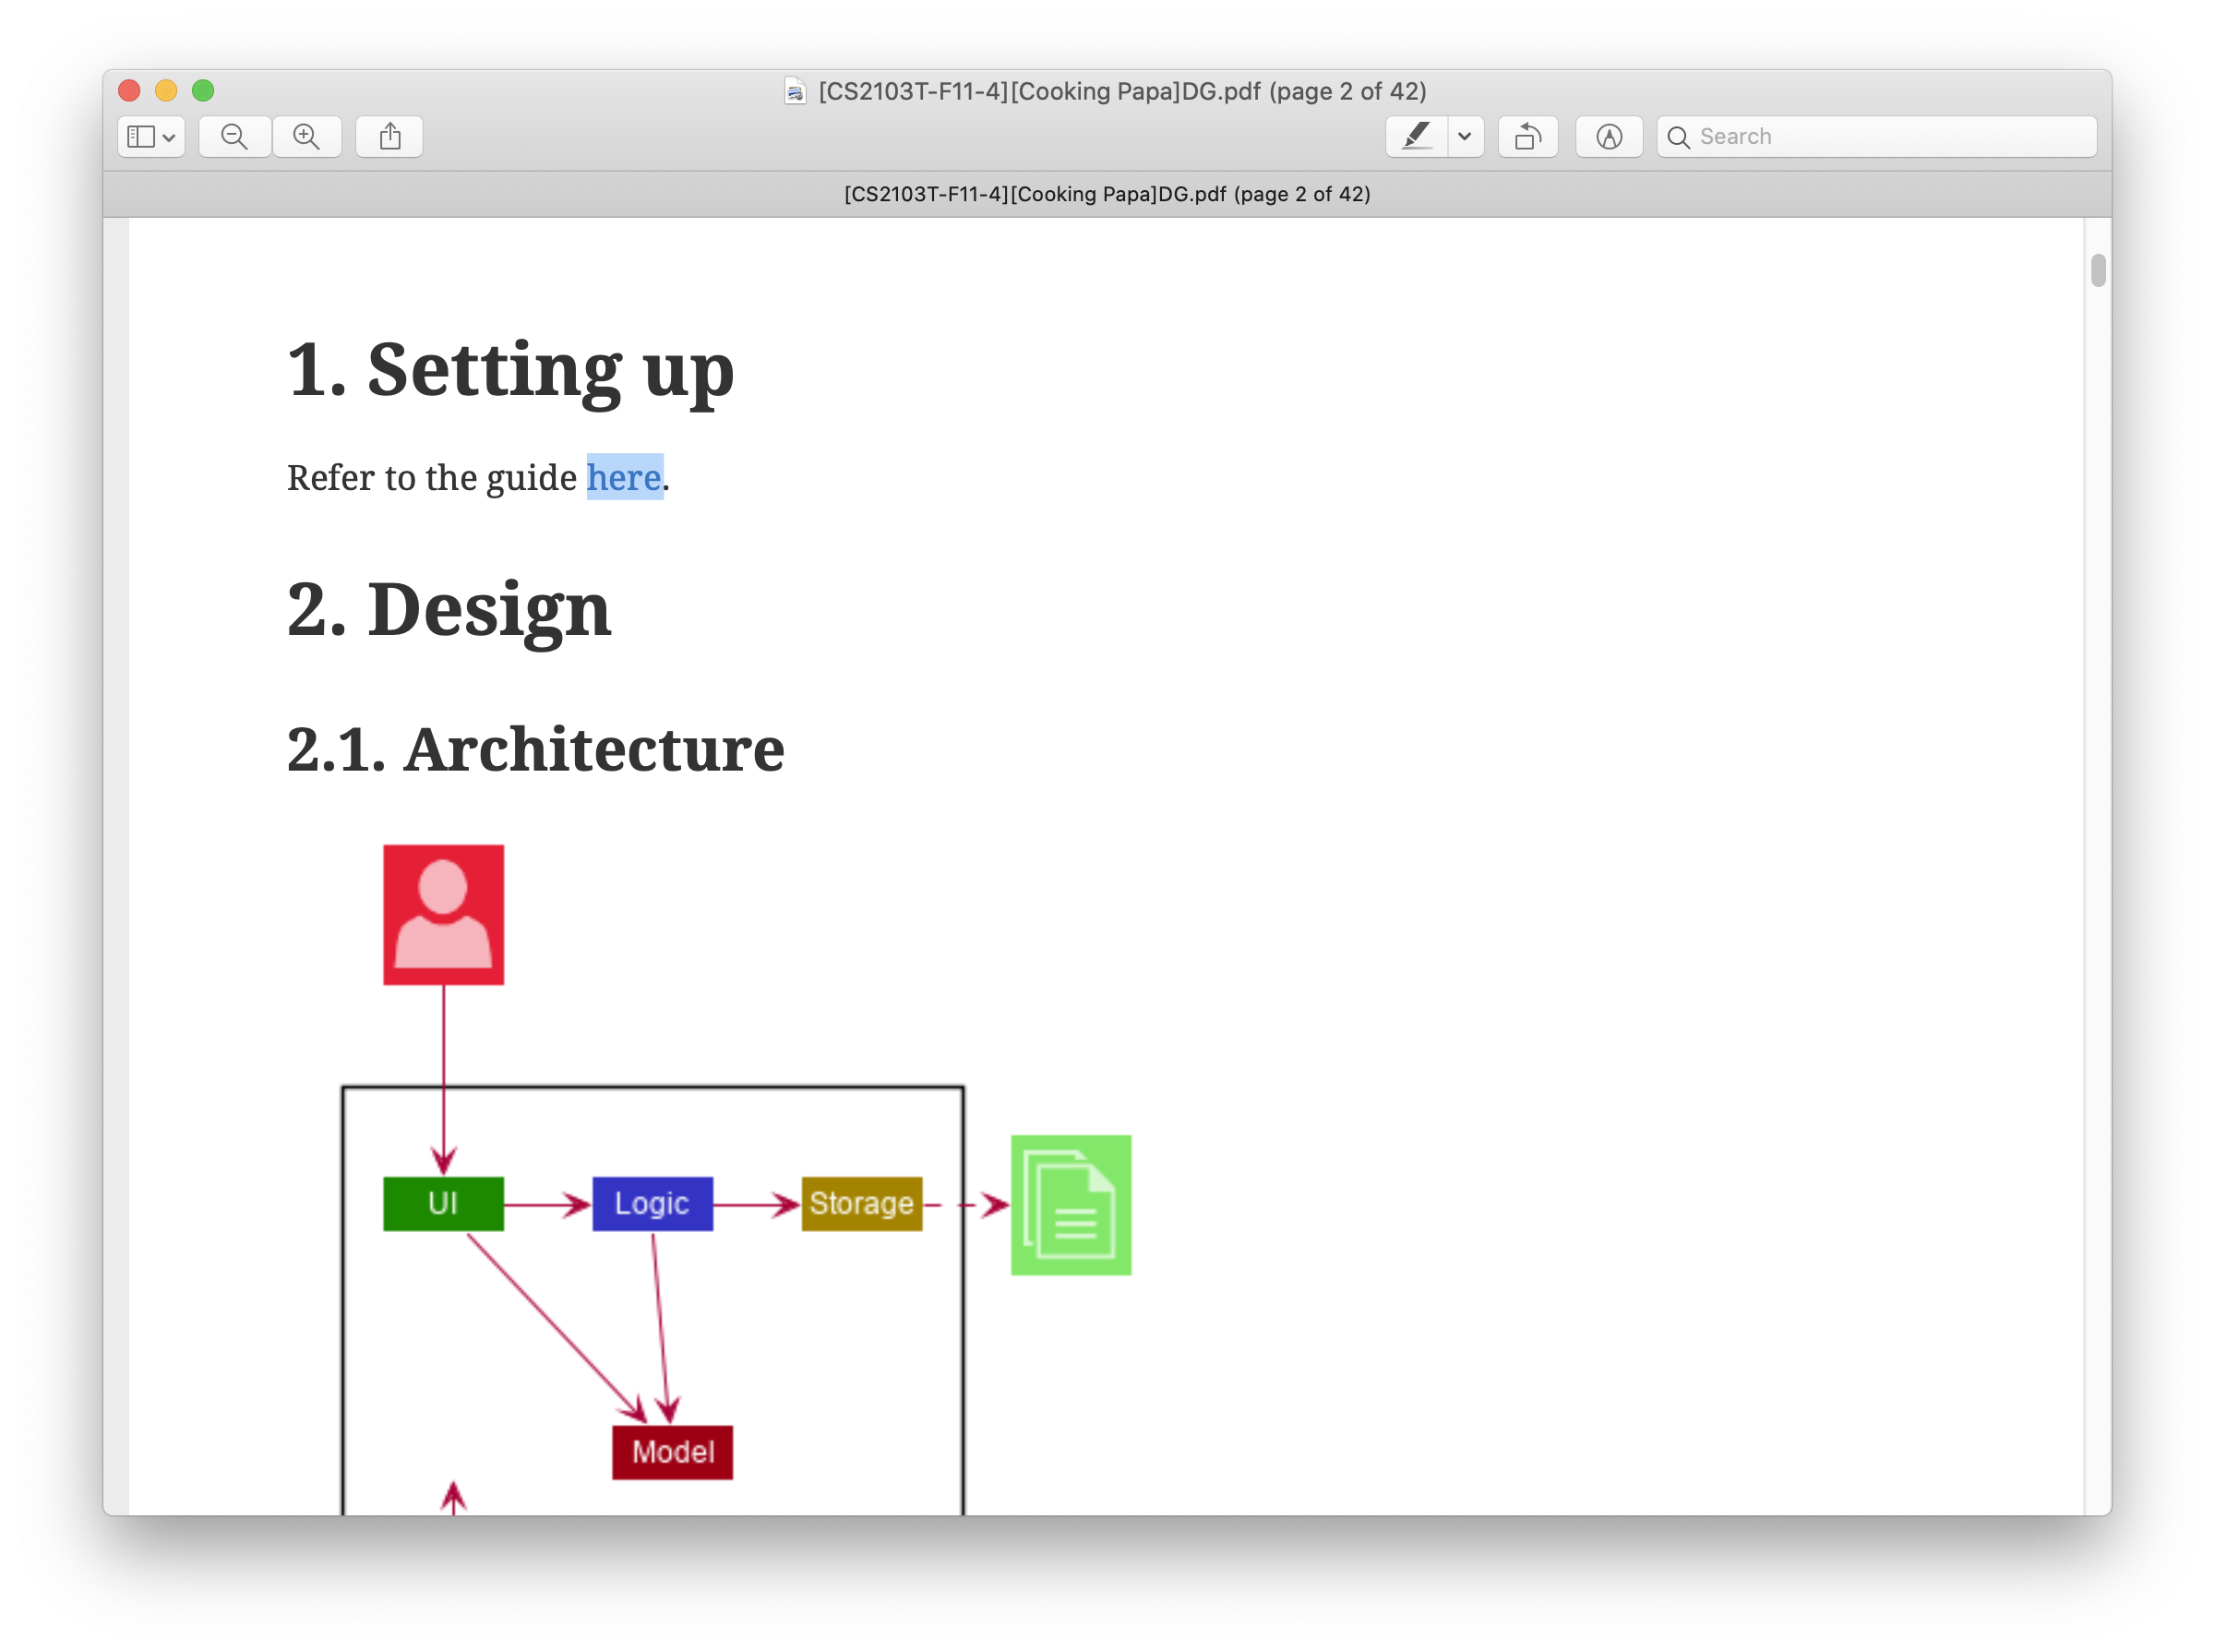 [CS2103T-F11-4][Cooking Papa]DG.pdf (page 2 of 42)
Search
[CS2103T-F11-4][Cooking Papa]DG.pdf (page 2 of 42)
1. Setting up
Refer to the guide here.
2. Design
2.1. Architecture
UI
Logic
Storage
Model